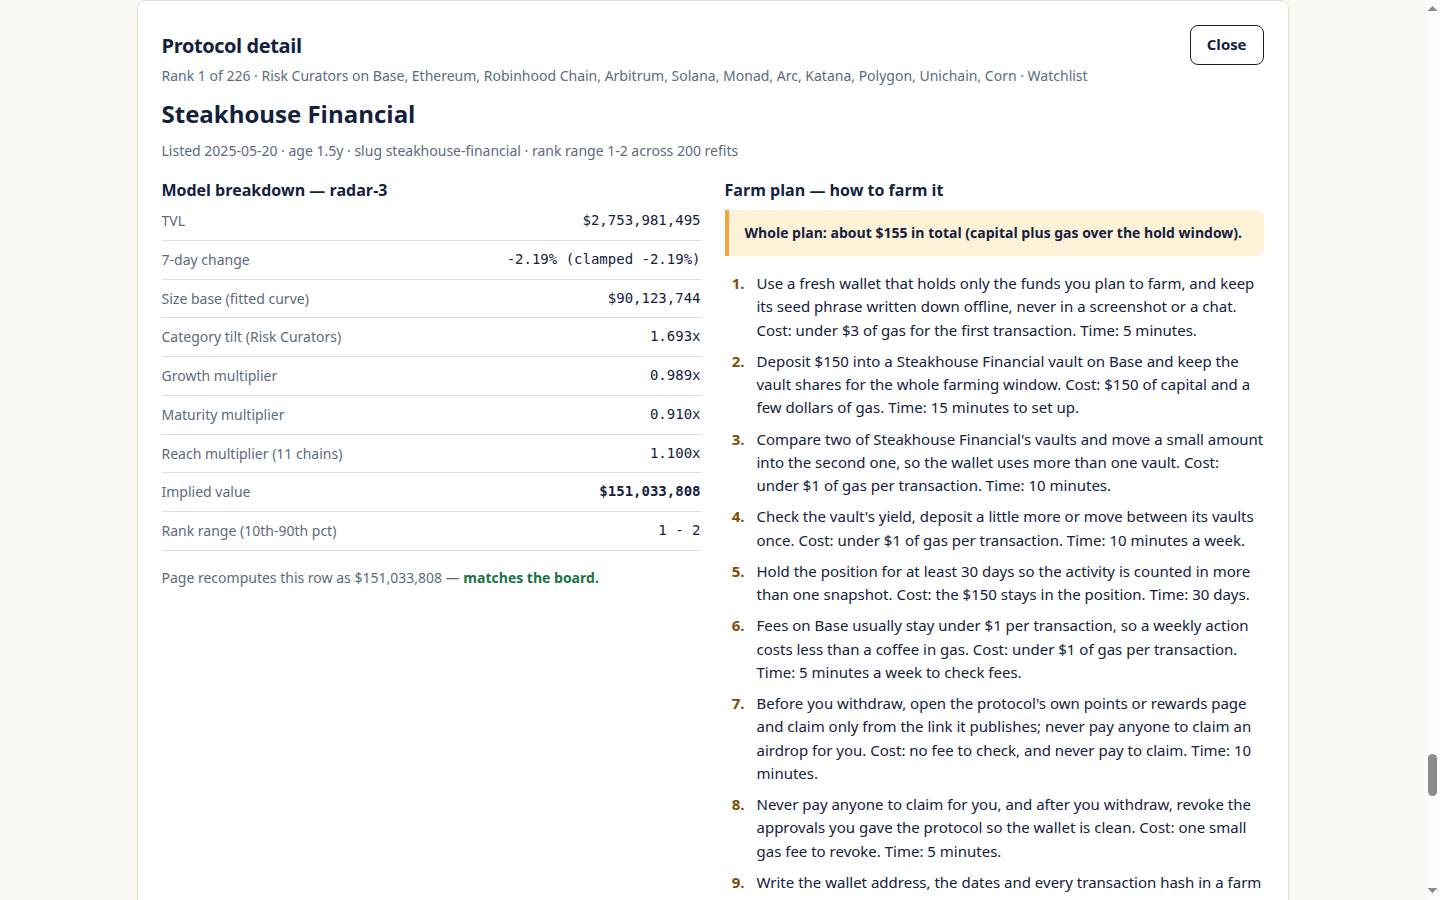 Protocol detail
Close
Rank 1 of 226 · Risk Curators on Base, Ethereum, Robinhood Chain, Arbitrum, Solana, Monad, Arc, Katana, Polygon, Unichain, Corn · Watchlist
Steakhouse Financial
Listed 2025-05-20 · age 1.5y · slug steakhouse-financial · rank range 1-2 across 200 refits
Model breakdown — radar-3
TVL $2,753,981,495
7-day change -2.19% (clamped -2.19%)
Size base (fitted curve) $90,123,744
Category tilt (Risk Curators) 1.693x
Growth multiplier 0.989x
Maturity multiplier 0.910x
Reach multiplier (11 chains) 1.100x
Implied value $151,033,808
Rank range (10th-90th pct) 1 - 2
Page recomputes this row as $151,033,808 — matches the board.
Farm plan — how to farm it
Whole plan: about $155 in total (capital plus gas over the hold window).
1. Use a fresh wallet that holds only the funds you plan to farm, and keep
its seed phrase written down offline, never in a screenshot or a chat.
Cost: under $3 of gas for the first transaction. Time: 5 minutes.
2. Deposit $150 into a Steakhouse Financial vault on Base and keep the
vault shares for the whole farming window. Cost: $150 of capital and a
few dollars of gas. Time: 15 minutes to set up.
3. Compare two of Steakhouse Financial's vaults and move a small amount
into the second one, so the wallet uses more than one vault. Cost:
under $1 of gas per transaction. Time: 10 minutes.
4. Check the vault's yield, deposit a little more or move between its vaults
once. Cost: under $1 of gas per transaction. Time: 10 minutes a week.
5. Hold the position for at least 30 days so the activity is counted in more
than one snapshot. Cost: the $150 stays in the position. Time: 30 days.
6. Fees on Base usually stay under $1 per transaction, so a weekly action
costs less than a coffee in gas. Cost: under $1 of gas per transaction.
Time: 5 minutes a week to check fees.
7. Before you withdraw, open the protocol's own points or rewards page
and claim only from the link it publishes; never pay anyone to claim an
airdrop for you. Cost: no fee to check, and never pay to claim. Time: 10
minutes.
8. Never pay anyone to claim for you, and after you withdraw, revoke the
approvals you gave the protocol so the wallet is clean. Cost: one small
gas fee to revoke. Time: 5 minutes.
9. Write the wallet address, the dates and every transaction hash in a farm